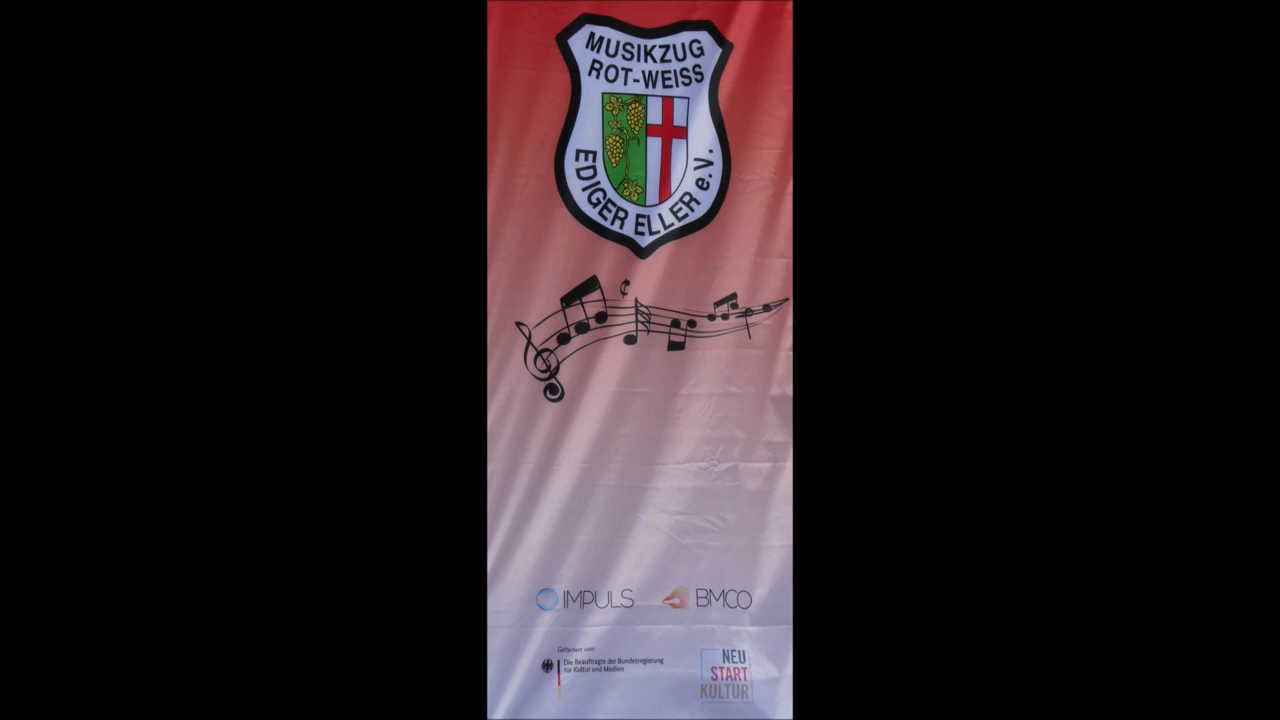 MUSIKZUG
ROT-WEISS
EDIGER ELLER e.V.
IMPULS
BMCO
Gefördert von:
Die Beauftragte der Bundesregierung
für Kultur und Medien
NEU
START
KULTUR